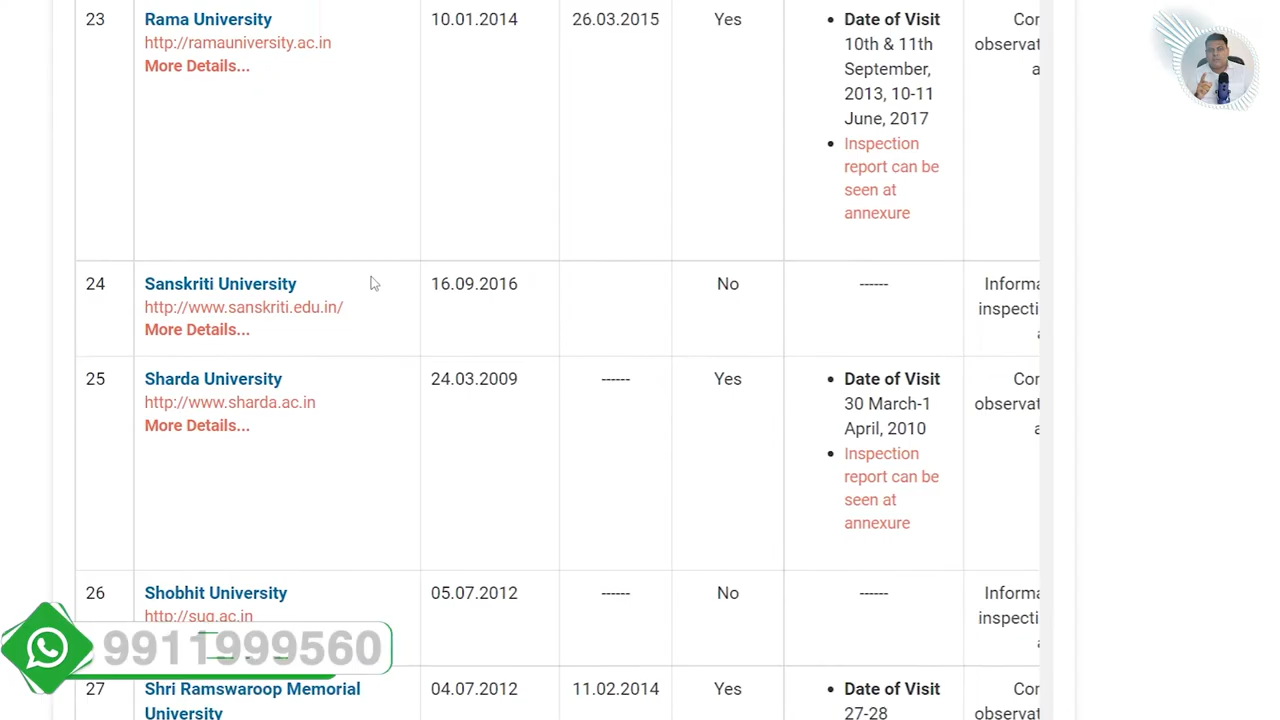 23
Rama University
http://ramauniversity.ac.in
More Details...
10.01.2014
26.03.2015
Yes
• Date of Visit
10th & 11th
September,
2013, 10-11
June, 2017
• Inspection
report can be
seen at
annexure
24
Sanskriti University
http://www.sanskriti.edu.in/
More Details...
16.09.2016
No
------
25
Sharda University
http://www.sharda.ac.in
More Details...
24.03.2009
------
Yes
• Date of Visit
30 March-1
April, 2010
• Inspection
report can be
seen at
annexure
26
Shobhit University
http://sug.ac.in
05.07.2012
------
No
------
27
Shri Ramswaroop Memorial
University
04.07.2012
11.02.2014
Yes
• Date of Visit
27-28
9911999560